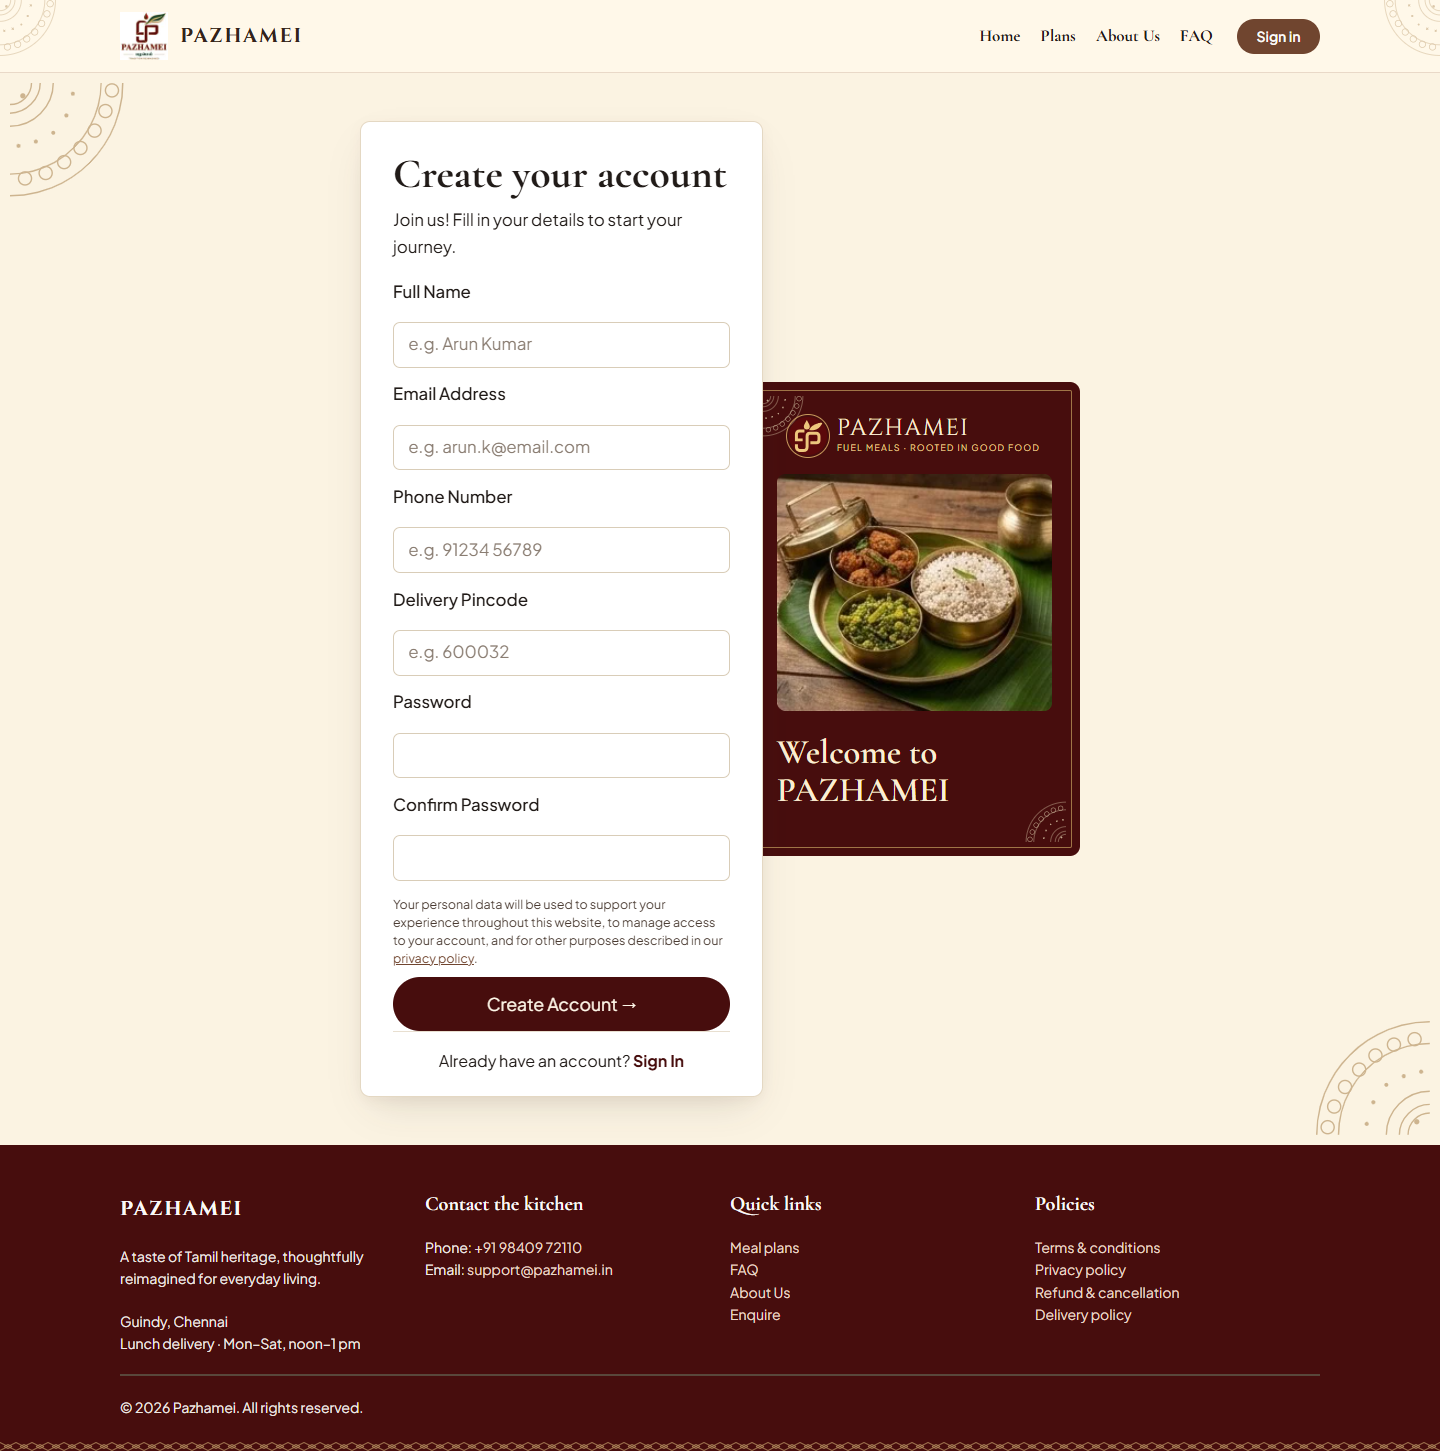 PAZHAMEI
PAZHAMEI
Home
Plans
About Us
FAQ
Sign in
Create your account
Join us! Fill in your details to start your
journey.
Full Name
e.g. Arun Kumar
Email Address
e.g. arun.k@email.com
Phone Number
e.g. 91234 56789
Delivery Pincode
e.g. 600032
Password
Confirm Password
Your personal data will be used to support your
experience throughout this website, to manage access
to your account, and for other purposes described in our
privacy policy.
Create Account →
Already have an account? Sign In
PAZHAMEI
FUEL MEALS · ROOTED IN GOOD FOOD
Welcome to
PAZHAMEI
PAZHAMEI
A taste of Tamil heritage, thoughtfully
reimagined for everyday living.
Guindy, Chennai
Lunch delivery · Mon–Sat, noon–1 pm
Contact the kitchen
Phone: +91 98409 72110
Email: support@pazhamei.in
Quick links
Meal plans
FAQ
About Us
Enquire
Policies
Terms & conditions
Privacy policy
Refund & cancellation
Delivery policy
© 2026 Pazhamei. All rights reserved.